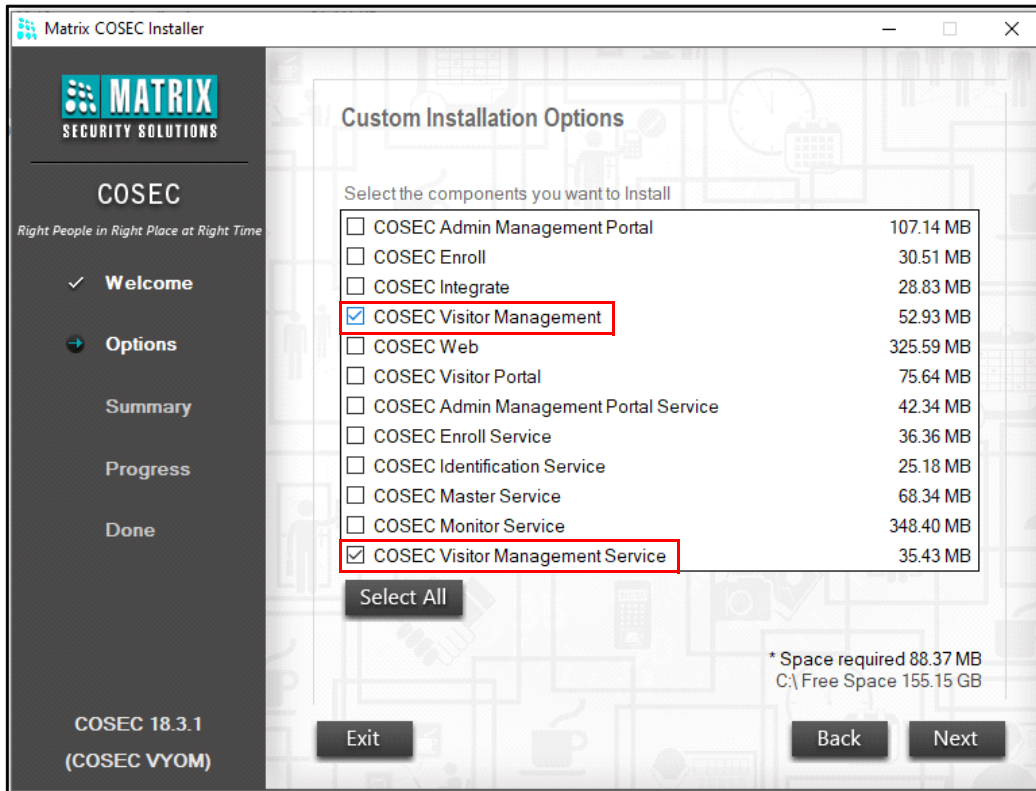 Matrix COSEC Installer
MATRIX
SECURITY SOLUTIONS
COSEC
Right People in Right Place at Right Time
Welcome
Options
Summary
Progress
Done
COSEC 18.3.1
(COSEC VYOM)
Custom Installation Options
Select the components you want to Install
COSEC Admin Management Portal 107.14 MB
COSEC Enroll 30.51 MB
COSEC Integrate 28.83 MB
COSEC Visitor Management 52.93 MB
COSEC Web 325.59 MB
COSEC Visitor Portal 75.64 MB
COSEC Admin Management Portal Service 42.34 MB
COSEC Enroll Service 36.36 MB
COSEC Identification Service 25.18 MB
COSEC Master Service 68.34 MB
COSEC Monitor Service 348.40 MB
COSEC Visitor Management Service 35.43 MB
Select All
* Space required 88.37 MB
C:\ Free Space 155.15 GB
Exit
Back
Next